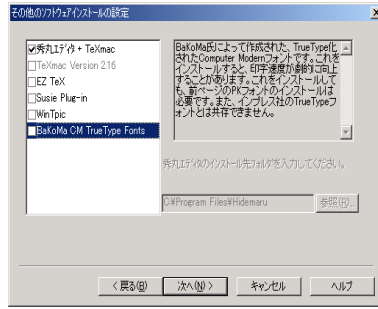 その他のソフトウェアインストールの設定
秀丸エディタ + TeXmac
TeXmac Version 2.16
EZ TeX
Susie Plug-in
WinTpic
BaKoMa CM TrueType Fonts
BaKoMa氏によって作成された、TrueType化
されたComputer Modernフォントです。これを
インストールすると、印字速度が劇的に向上
することがあります。これをインストールして
も、前ページのPKフォントのインストールは
必要です。また、インプレス社のTrueTypeフ
ォントとは共存できません。
秀丸エディタのインストール先フォルダを入力してください。
C:¥Program Files¥Hidemaru
参照(R)...
< 戻る(B)
次へ(N) >
キャンセル
ヘルプ